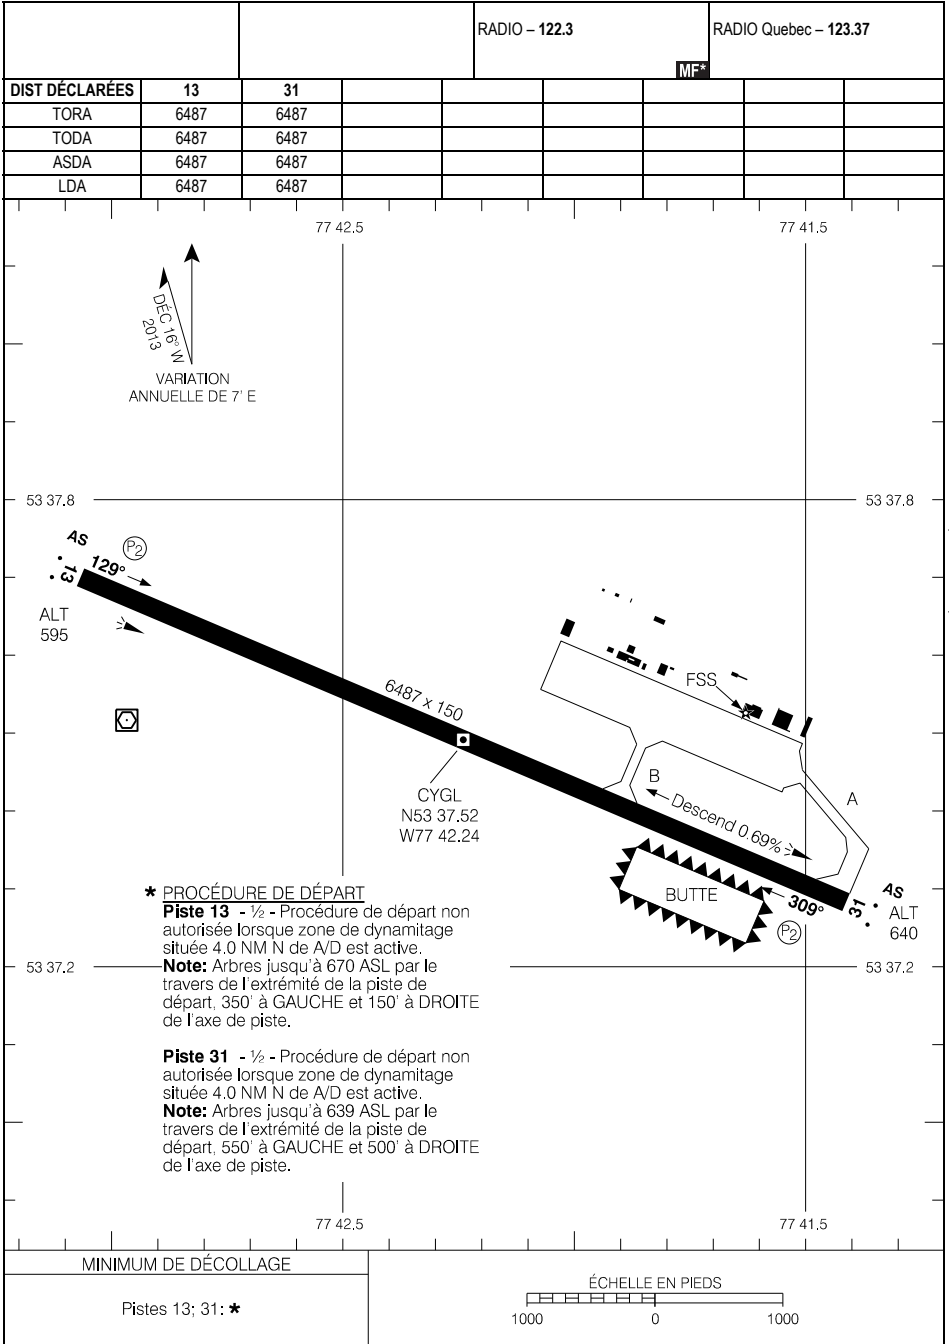 RADIO – 122.3
MF*
RADIO Quebec – 123.37
DIST DÉCLARÉES 13 31
TORA 6487 6487
TODA 6487 6487
ASDA 6487 6487
LDA 6487 6487
77 42.5
77 41.5
DÉC 16° W
2013
VARIATION
ANNUELLE DE 7' E
53 37.8
53 37.8
AS
P2
129°
13
ALT
595
6487 x 150
FSS
CYGL
N53 37.52
W77 42.24
B
A
Descend 0.69%
BUTTE
309°
31
AS
P2
ALT
640
* PROCÉDURE DE DÉPART
Piste 13 - ½ - Procédure de départ non
autorisée lorsque zone de dynamitage
située 4.0 NM N de A/D est active.
53 37.2
53 37.2
Note: Arbres jusqu'à 670 ASL par le
travers de l'extrémité de la piste de
départ, 350' à GAUCHE et 150' à DROITE
de l'axe de piste.
Piste 31 - ½ - Procédure de départ non
autorisée lorsque zone de dynamitage
située 4.0 NM N de A/D est active.
Note: Arbres jusqu'à 639 ASL par le
travers de l'extrémité de la piste de
départ, 550' à GAUCHE et 500' à DROITE
de l'axe de piste.
77 42.5
77 41.5
MINIMUM DE DÉCOLLAGE
Pistes 13; 31: *
ÉCHELLE EN PIEDS
1000 0 1000